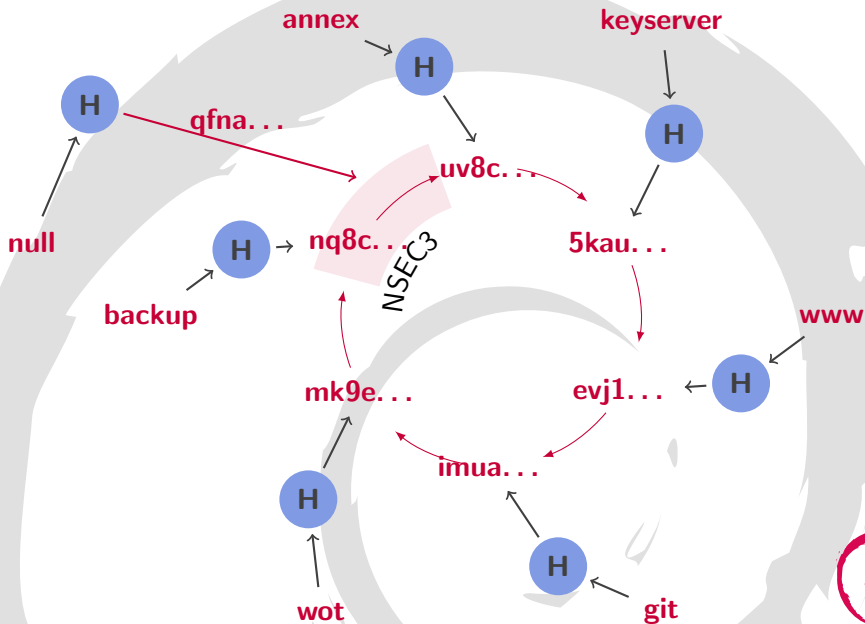 annex
keyserver
H
H
H
qfna...
uv8c...
null
H
nq8c...
NSEC3
5kau...
backup
www
H
mk9e...
evj1...
imua...
H
H
wot
git